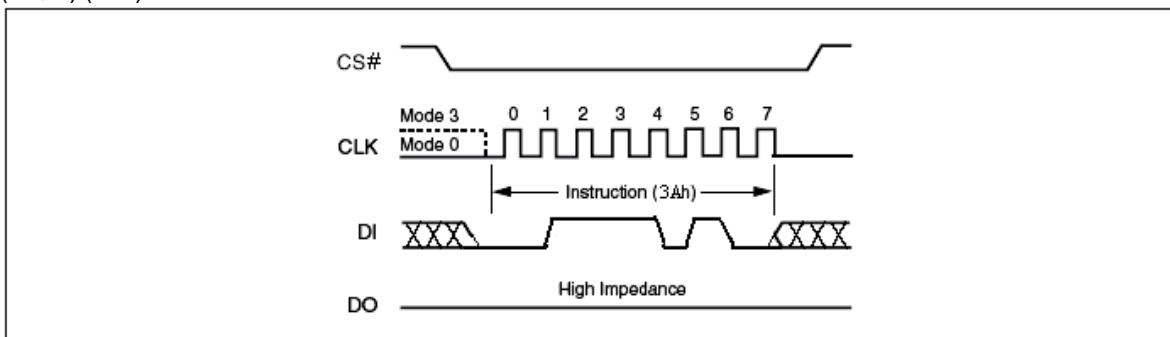 CS#
Mode 3 0 1 2 3 4 5 6 7
CLK Mode 0
Instruction (3Ah)
DI
High Impedance
DO